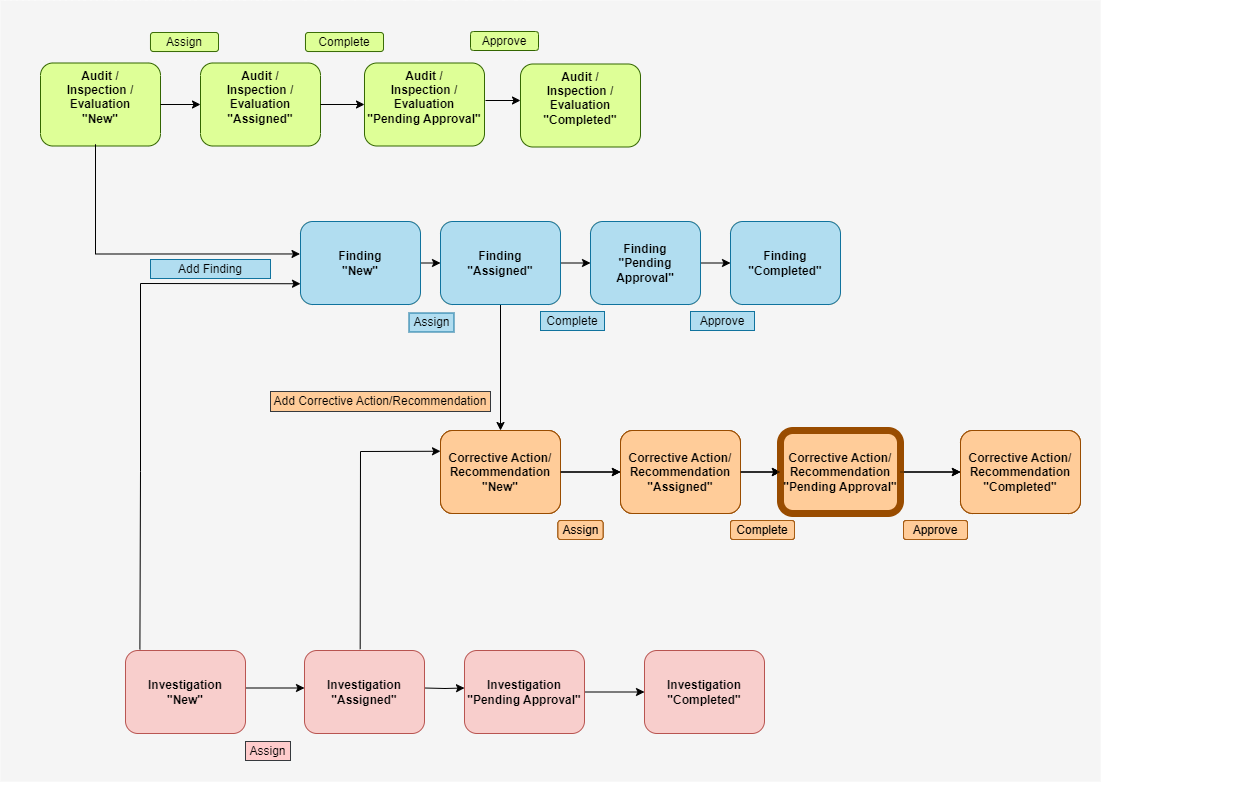 Assign
Complete
Approve
Audit /
Inspection /
Evaluation
"New"
Audit /
Inspection /
Evaluation
"Assigned"
Audit /
Inspection /
Evaluation
"Pending Approval"
Audit /
Inspection /
Evaluation
"Completed"
Add Finding
Finding
"New"
Finding
"Assigned"
Finding
"Pending
Approval"
Finding
"Completed"
Assign
Complete
Approve
Add Corrective Action/Recommendation
Corrective Action/
Recommendation
"New"
Corrective Action/
Recommendation
"Assigned"
Corrective Action/
Recommendation
"Pending Approval"
Corrective Action/
Recommendation
"Completed"
Assign
Complete
Approve
Investigation
"New"
Investigation
"Assigned"
Investigation
"Pending Approval"
Investigation
"Completed"
Assign